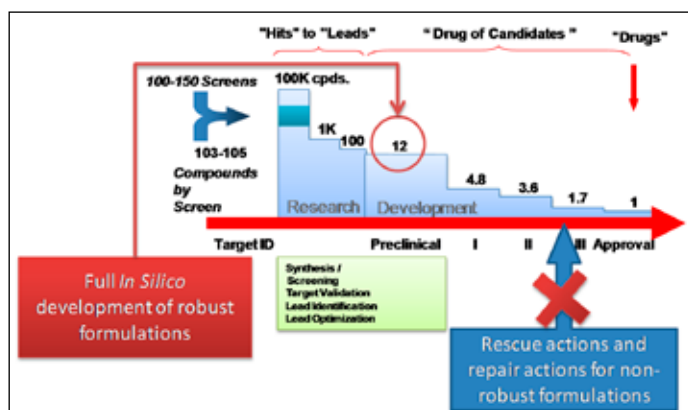 "Hits" to "Leads"
" Drug of Candidates "
"Drugs"
100-150 Screens
100K cpds.
103-105
1K
100
12
4.8
3.6
1.7
1
Compounds
by
Screen
Research
Development
Target ID
Preclinical
I
II
III
Approval
Full In Silico
development of robust
formulations
Synthesis /
Screening
Target Validation
Lead Identification
Lead Optimization
Rescue actions and
repair actions for non-
robust formulations